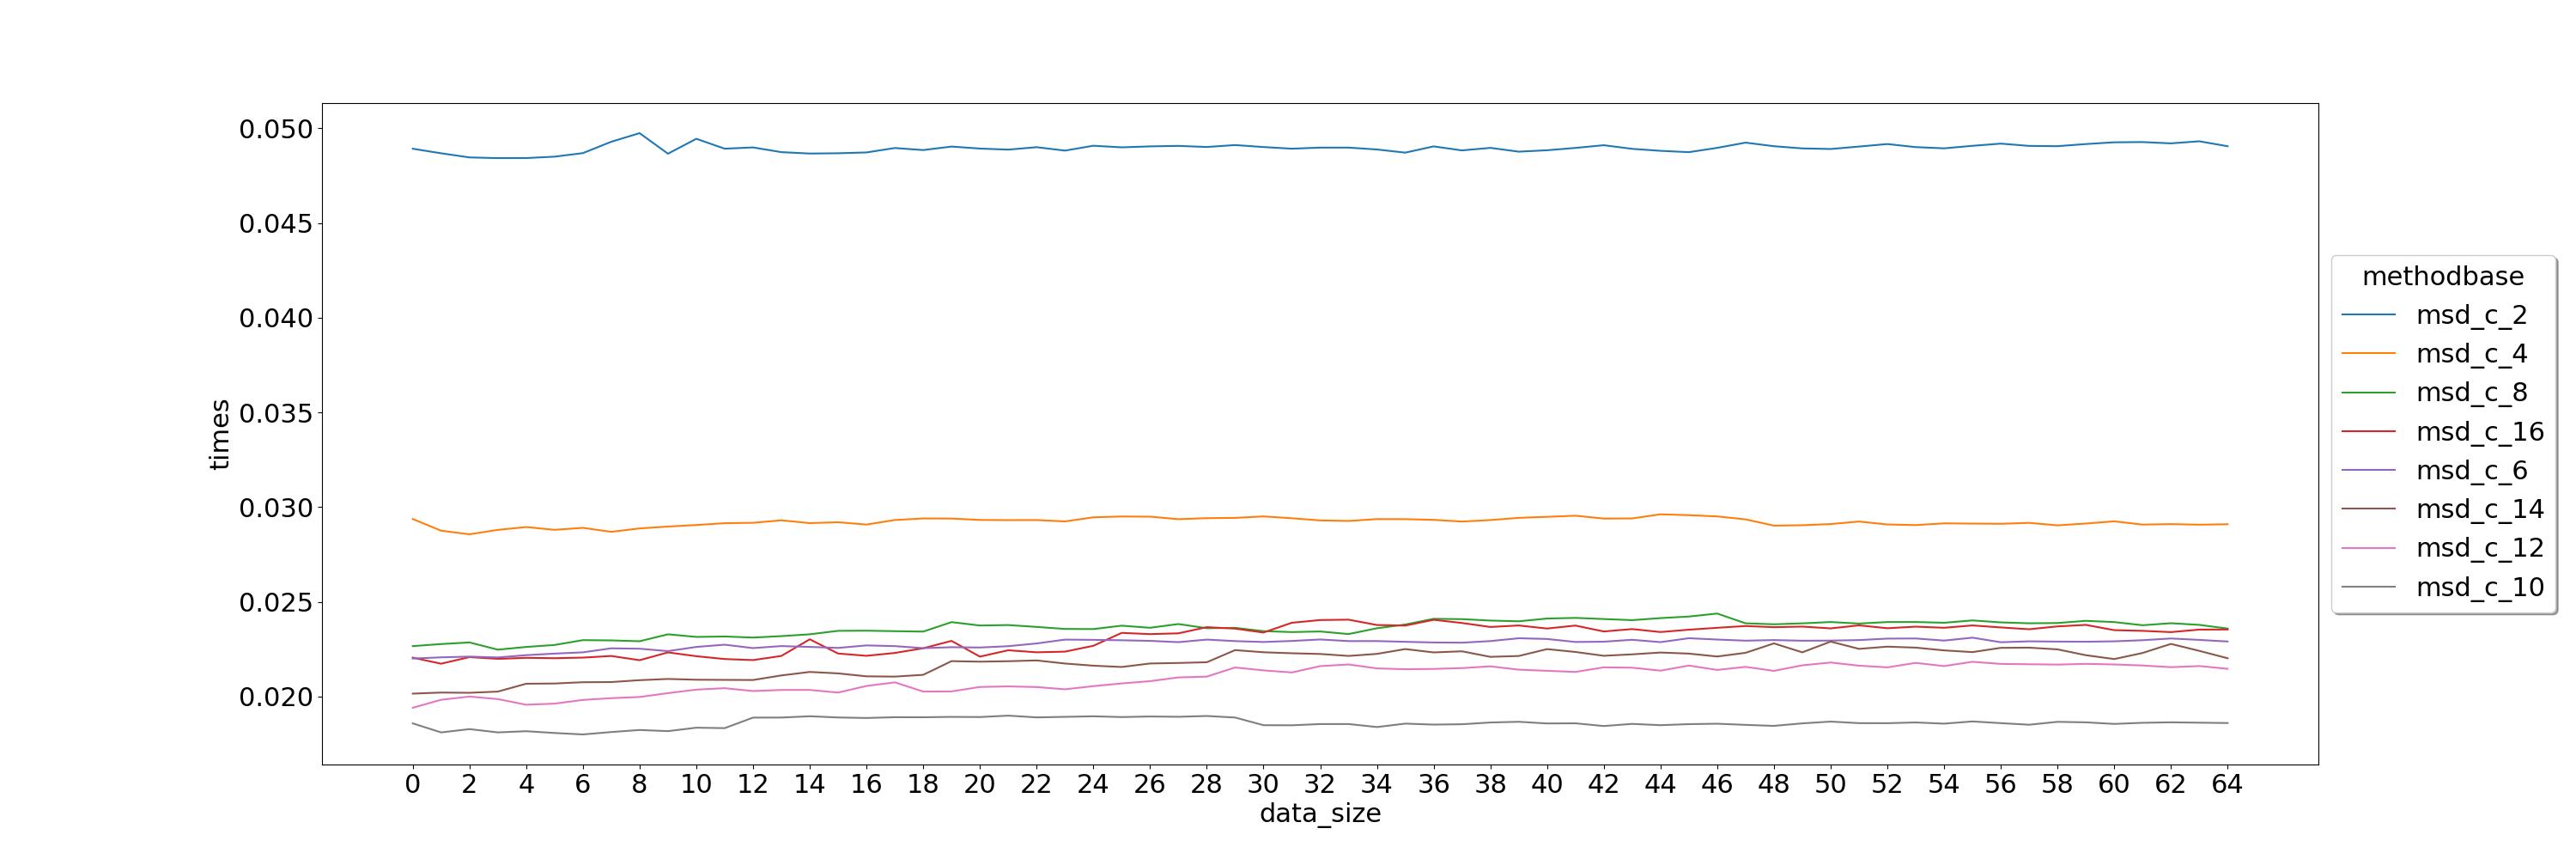 0.050
0.045
0.040
0.035
0.030
0.025
0.020
times
0 2 4 6 8 10 12 14 16 18 20 22 24 26 28 30 32 34 36 38 40 42 44 46 48 50 52 54 56 58 60 62 64
data_size
methodbase
msd_c_2
msd_c_4
msd_c_8
msd_c_16
msd_c_6
msd_c_14
msd_c_12
msd_c_10